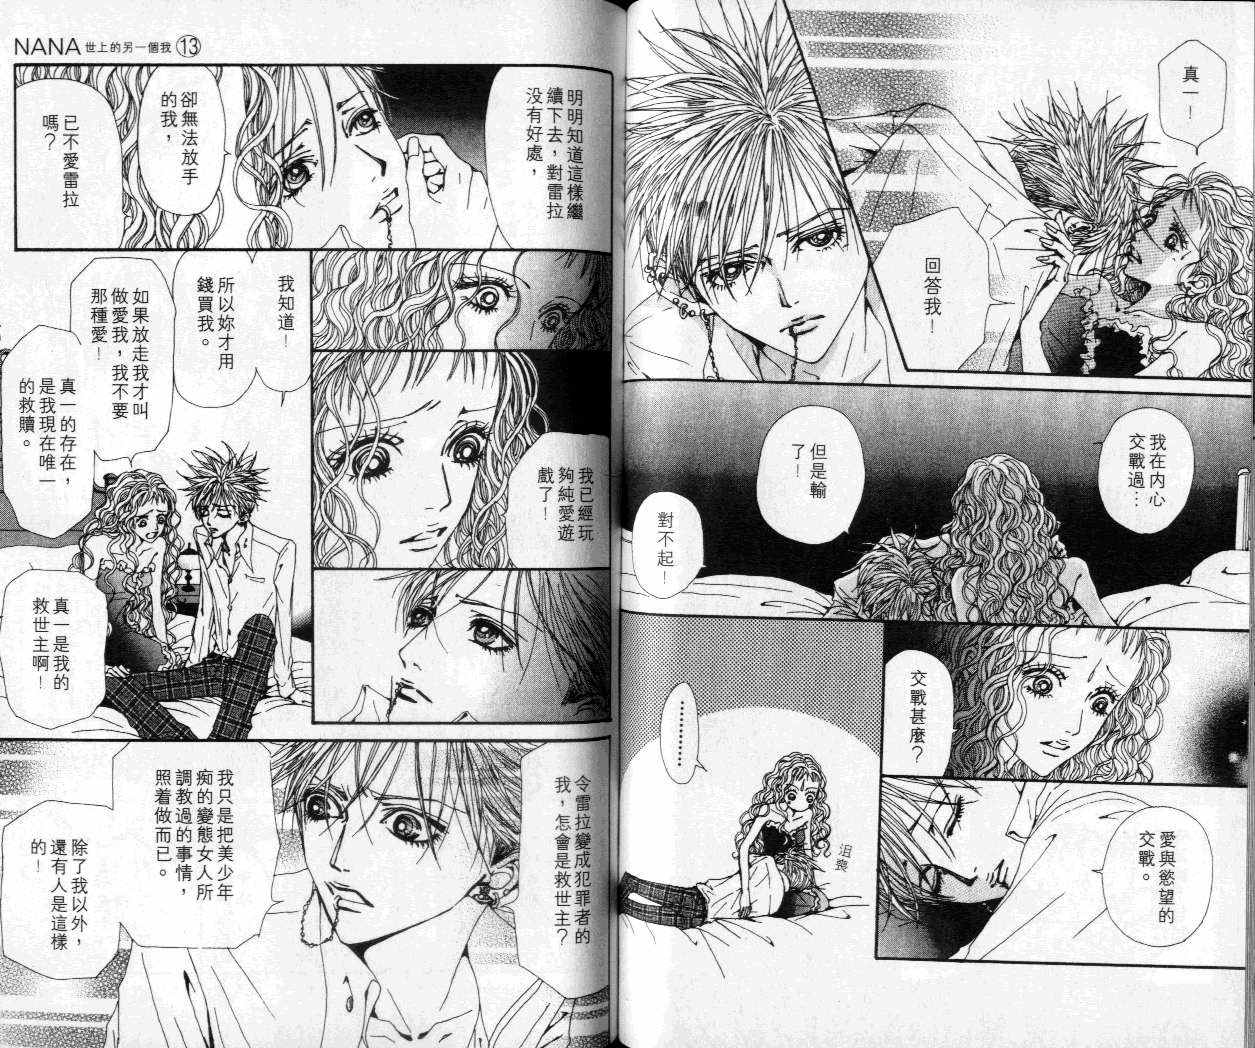 真一！
回答我！
我在內心
交戰過…
但是輸
了！
對不起！
交戰甚麼？
愛與慾望的
交戰。
…………
沮喪
NANA 世上的另一個我 13
明明知道這樣繼
續下去，對雷拉
没有好處，
卻無法放手
的我，
已不愛雷拉
嗎？
我知道！
所以妳才用
錢買我。
如果放走我才叫
做愛我，我不要
那種愛！
真一的存在，
是我現在唯一
的救贖。
真一是我的
救世主啊！
我已經玩
夠純愛遊
戲了！
令雷拉變成犯罪者的
我，怎會是救世主？
我只是把美少年
痴的變態女人所
調教過的事情，
照着做而已。
除了我以外，
還有人是這樣
的！